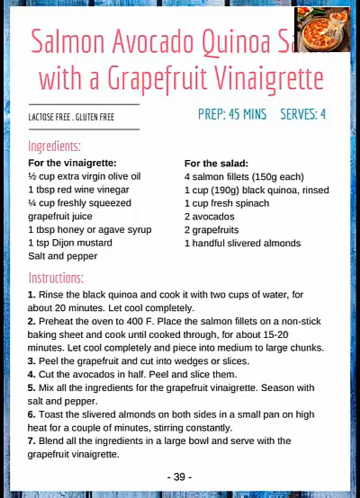 Salmon Avocado Quinoa
with a Grapefruit Vinaigrette
LACTOSE FREE . GLUTEN FREE
PREP: 45 MINS SERVES: 4
Ingredients:
For the vinaigrette:
½ cup extra virgin olive oil
1 tbsp red wine vinegar
¼ cup freshly squeezed
grapefruit juice
1 tbsp honey or agave syrup
1 tsp Dijon mustard
Salt and pepper
For the salad:
4 salmon fillets (150g each)
1 cup (190g) black quinoa, rinsed
1 cup fresh spinach
2 avocados
2 grapefruits
1 handful slivered almonds
Instructions:
1. Rinse the black quinoa and cook it with two cups of water, for
about 20 minutes. Let cool completely.
2. Preheat the oven to 400 F. Place the salmon fillets on a non-stick
baking sheet and cook until cooked through, for about 15-20
minutes. Let cool completely and piece into medium to large chunks.
3. Peel the grapefruit and cut into wedges or slices.
4. Cut the avocados in half. Peel and slice them.
5. Mix all the ingredients for the grapefruit vinaigrette. Season with
salt and pepper.
6. Toast the slivered almonds on both sides in a small pan on high
heat for a couple of minutes, stirring constantly.
7. Blend all the ingredients in a large bowl and serve with the
grapefruit vinaigrette.
- 39 -